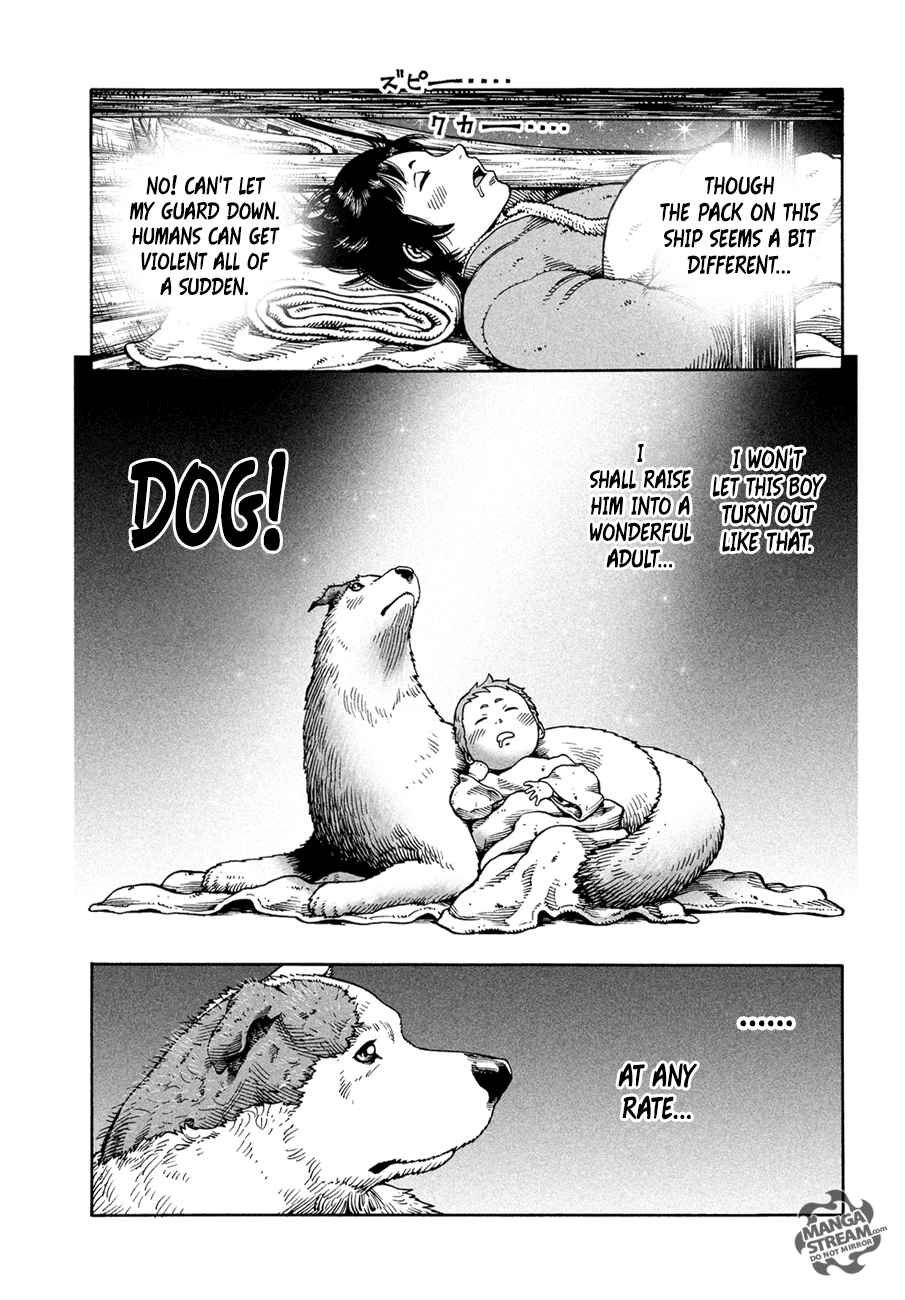 ズピー・・・・・
クカー・・・・
THOUGH
THE PACK ON THIS
SHIP SEEMS A BIT
DIFFERENT...
NO! CAN'T LET
MY GUARD DOWN.
HUMANS CAN GET
VIOLENT ALL OF
A SUDDEN.
I WON'T
LET THIS BOY
TURN OUT
LIKE THAT.
I
SHALL RAISE
HIM INTO A
WONDERFUL
ADULT...
DOG!
......
AT ANY
RATE...
MANGA
STREAM.com
DO NOT MIRROR